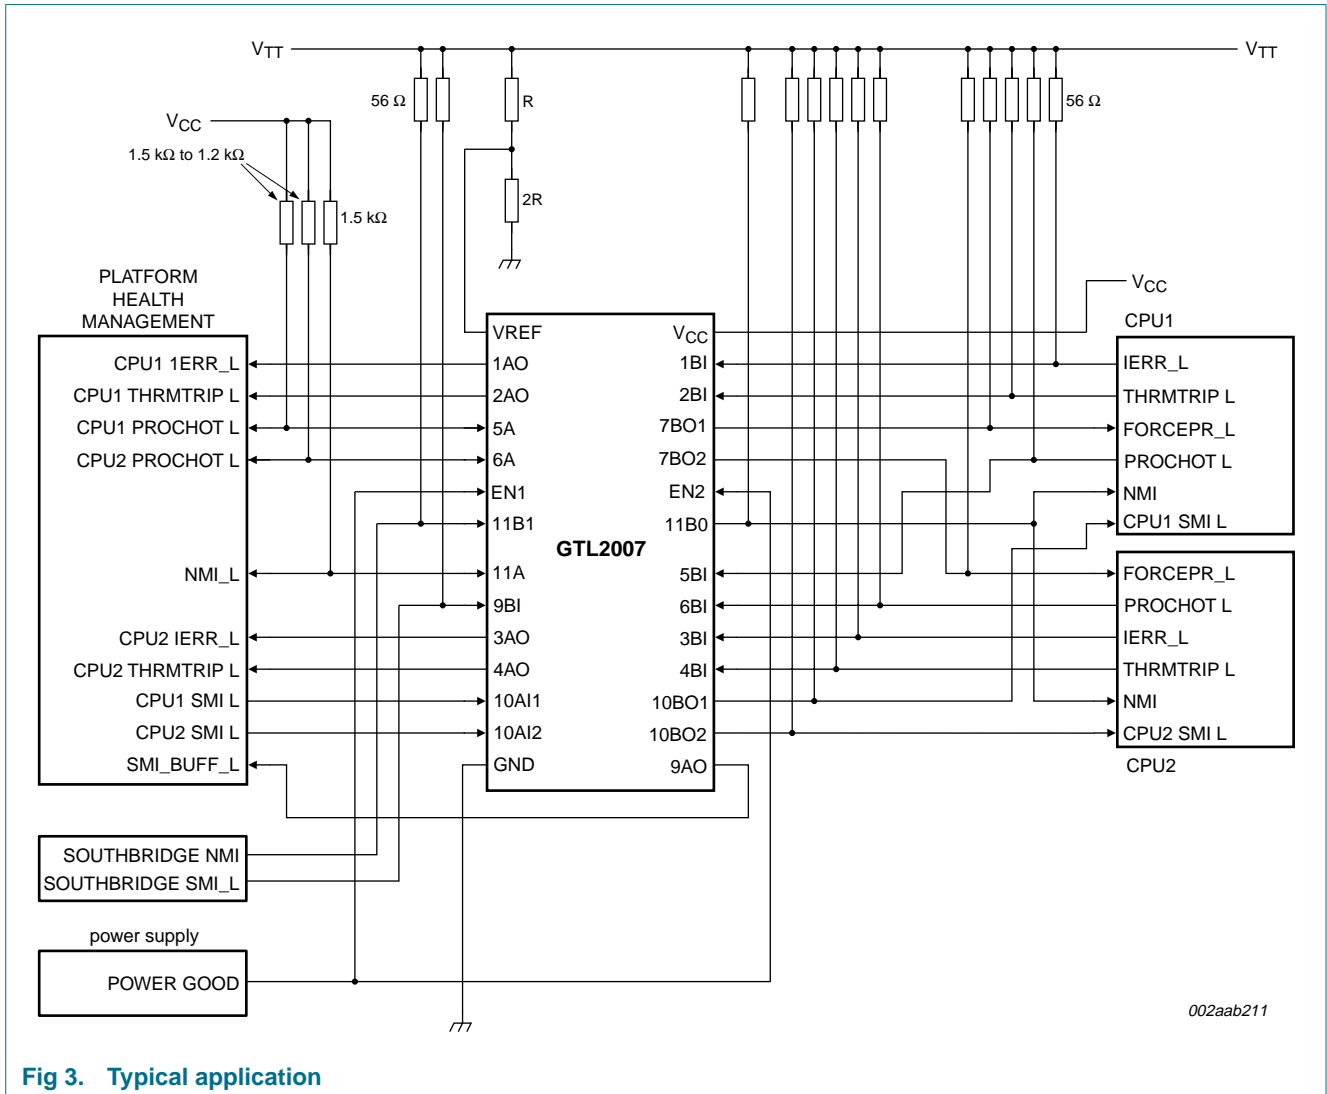 VTT
VTT
56 Ω
R
56 Ω
VCC
1.5 kΩ to 1.2 kΩ
2R
1.5 kΩ
PLATFORM
HEALTH
MANAGEMENT
VCC
CPU1
VREF
VCC
CPU1 1ERR_L
1AO
1BI
IERR_L
CPU1 THRMTRIP L
2AO
2BI
THRMTRIP L
CPU1 PROCHOT L
5A
7BO1
FORCEPR_L
CPU2 PROCHOT L
6A
7BO2
PROCHOT L
EN1
EN2
NMI
11B1
11B0
CPU1 SMI L
GTL2007
NMI_L
11A
5BI
FORCEPR_L
9BI
6BI
PROCHOT L
CPU2 IERR_L
3AO
3BI
IERR_L
CPU2 THRMTRIP L
4AO
4BI
THRMTRIP L
CPU1 SMI L
10AI1
10BO1
NMI
CPU2 SMI L
10AI2
10BO2
CPU2 SMI L
SMI_BUFF_L
GND
9AO
CPU2
SOUTHBRIDGE NMI
SOUTHBRIDGE SMI_L
power supply
POWER GOOD
002aab211
Fig 3. Typical application